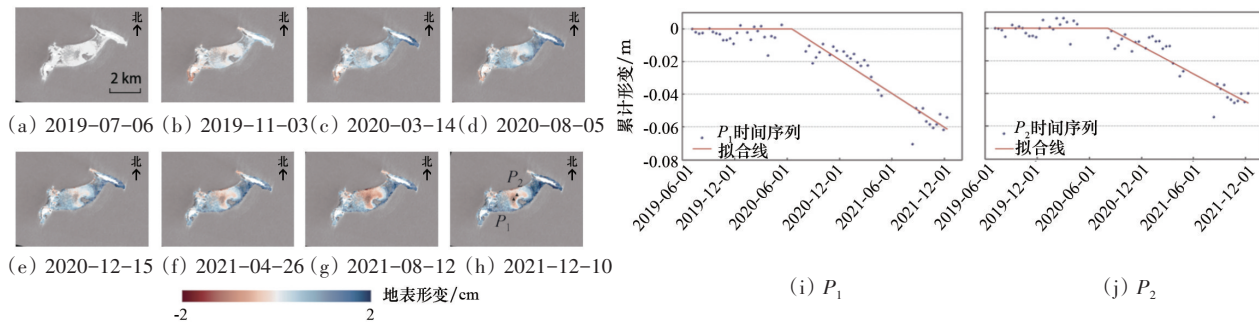 北
北
北
北
2 km
(a) 2019-07-06 (b) 2019-11-03 (c) 2020-03-14 (d) 2020-08-05
北
北
北
北
P2
P1
(e) 2020-12-15 (f) 2021-04-26 (g) 2021-08-12 (h) 2021-12-10
地表形变/cm
-2 2
累计形变/m
0
-0.02
-0.04
-0.06
-0.08
P1时间序列
拟合线
2019-06-01
2019-12-01
2020-06-01
2020-12-01
2021-06-01
2021-12-01
(i) P1
P2时间序列
拟合线
2019-06-01
2019-12-01
2020-06-01
2020-12-01
2021-06-01
2021-12-01
(j) P2